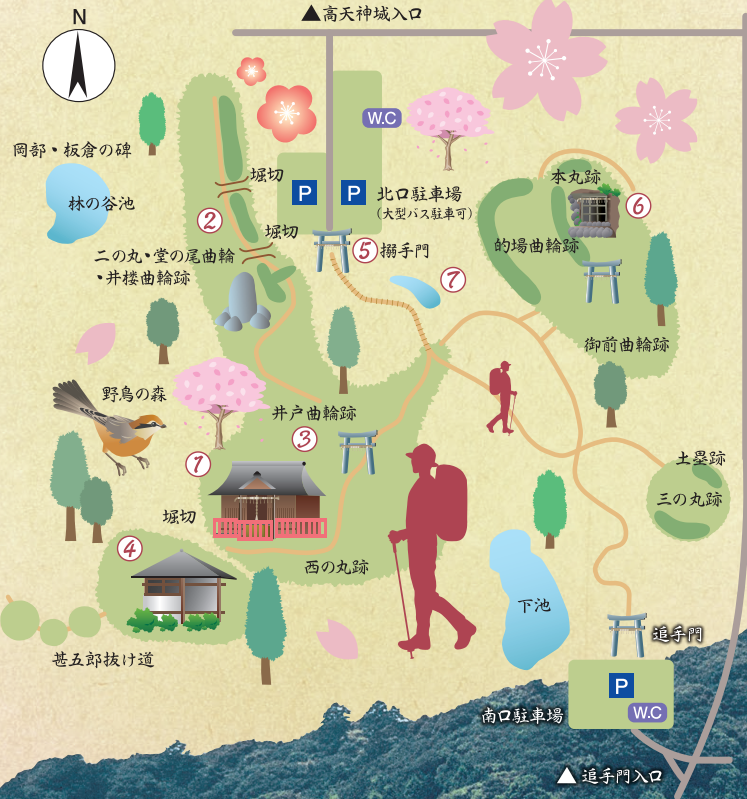 ▲高天神城入口
N
W.C
岡部・板倉の碑
林の谷池
堀切
P
P
北口駐車場
(大型バス駐車可)
本丸跡
②
⑥
堀切
⑤搦手門
的場曲輪跡
二の丸・堂の尾曲輪
・井楼曲輪跡
⑦
御前曲輪跡
野鳥の森
井戸曲輪跡
③
①
土塁跡
三の丸跡
堀切
④
西の丸跡
下池
追手門
甚五郎抜け道
P
W.C
南口駐車場
▲追手門入口